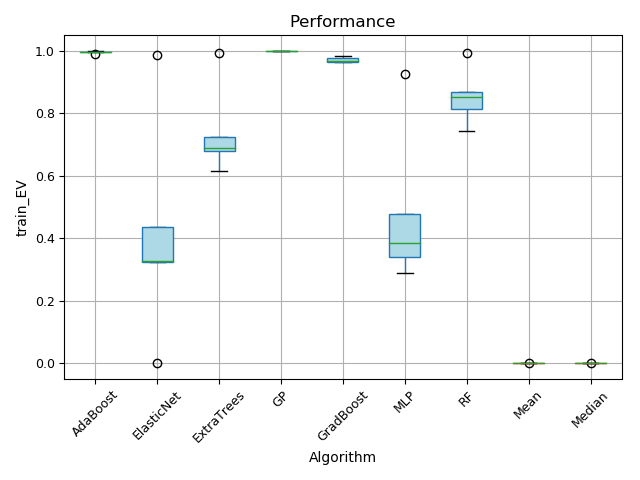 Performance
train_EV
1.0
0.8
0.6
0.4
0.2
0.0
AdaBoost
ElasticNet
ExtraTrees
GP
GradBoost
MLP
RF
Mean
Median
Algorithm